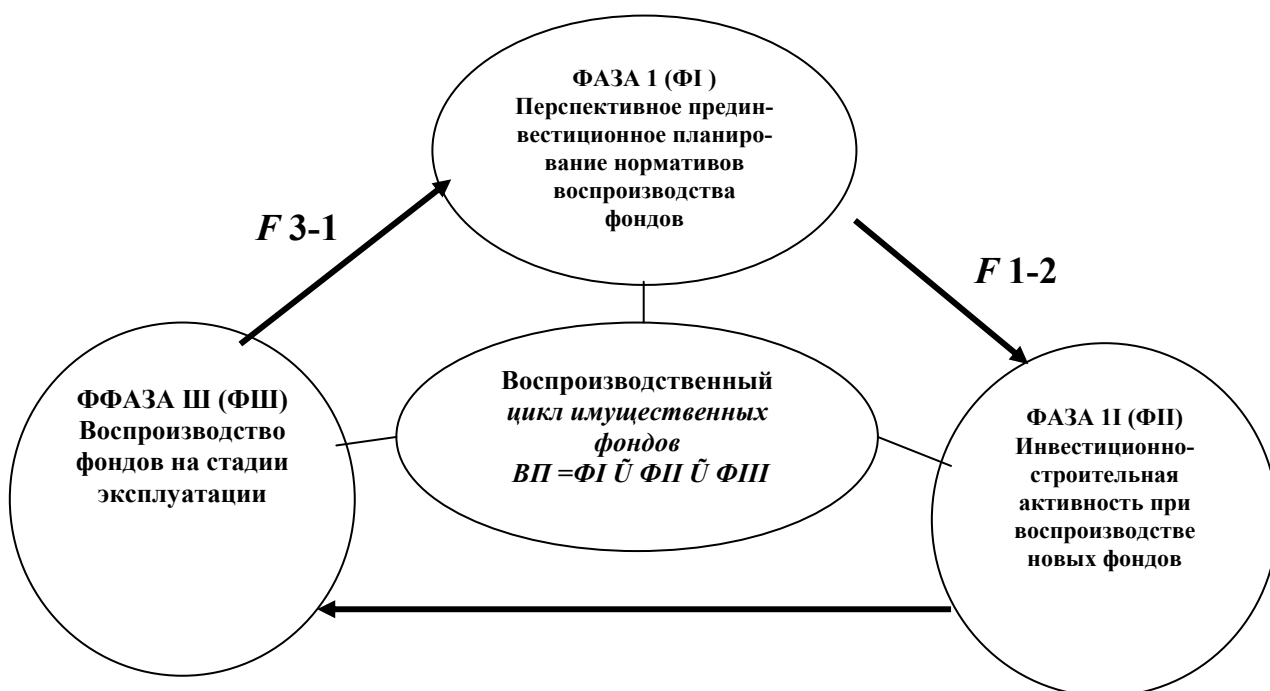 ФАЗА 1 (ФI )
Перспективное предин-
вестиционное планиро-
вание нормативов
воспроизводства
фондов
F 3-1
F 1-2
ФФАЗА Ш (ФШ)
Воспроизводство
фондов на стадии
эксплуатации
Воспроизводственный
цикл имущественных
фондов
ВП =ФI Ũ ФII Ũ ФIII
ФАЗА 1I (ФII)
Инвестиционно-
строительная
активность при
воспроизводстве
новых фондов